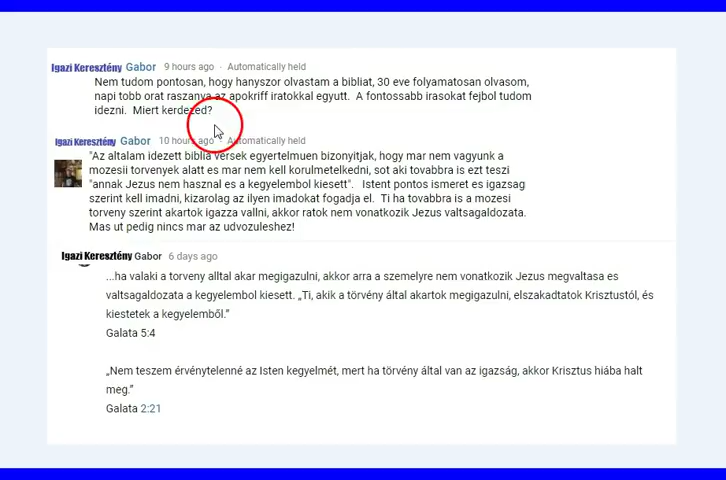 Igazi Keresztény Gabor 9 hours ago · Automatically held
Nem tudom pontosan, hogy hanyszor olvastam a bibliat, 30 eve folyamatosan olvasom,
napi több orat raszanva az apokriff iratokkal egyutt. A fontossabb irasokat fejbol tudom
idezni. Miert kerdezed?
Igazi Keresztény Gabor 10 hours ago · Automatically held
"Az altalam idezett biblia versek egyertelmuen bizonyitjak, hogy mar nem vagyunk a
mozesii torvenyek alatt es mar nem kell korulmetelkedni, sot aki tovabbra is ezt teszi
"annak Jezus nem hasznal es a kegyelembol kiesett". Istent pontos ismeret es igazsag
szerint kell imadni, kizarolag az ilyen imadokat fogadja el. Ti ha tovabbra is a mozesi
torveny szerint akartok igazza vallni, akkor ratok nem vonatkozik Jezus valtsagaldozata.
Mas ut pedig nincs mar az udvozuleshez!
Igazi Keresztény Gabor 6 days ago
...ha valaki a torveny alltal akar megigazulni, akkor arra a szemelyre nem vonatkozik Jezus megvaltasa es
valtsagaldozata a kegyelembol kiesett. „Ti, akik a törvény által akartok megigazulni, elszakadtatok Krisztustól, és
kiestetek a kegyelemből.”
Galata 5:4
„Nem teszem érvénytelenné az Isten kegyelmét, mert ha törvény által van az igazság, akkor Krisztus hiába halt
meg.”
Galata 2:21